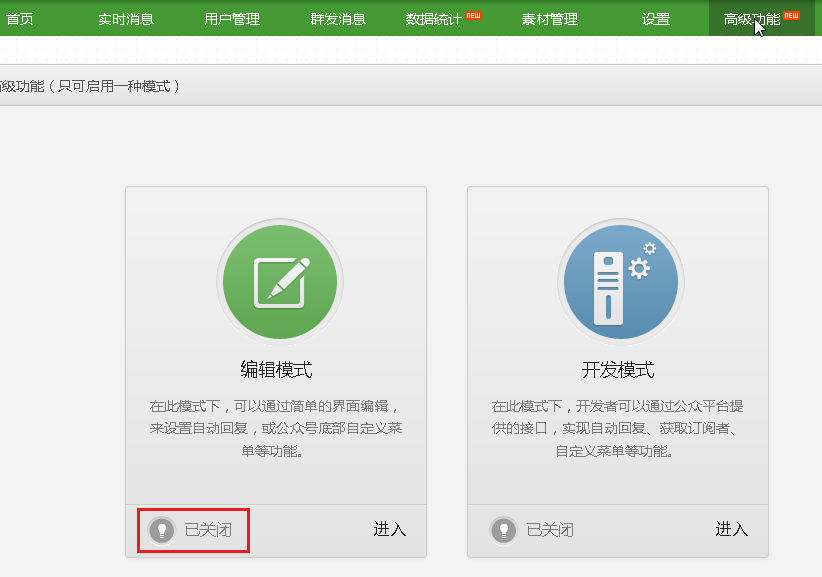 首页 实时消息 用户管理 群发消息 数据统计 NEW 素材管理 设置 高级功能 NEW
高级功能(只可启用一种模式)
编辑模式
在此模式下,可以通过简单的界面编辑,
来设置自动回复,或公众号底部自定义菜
单等功能。
已关闭 进入
开发模式
在此模式下,开发者可以通过公众平台提
供的接口,实现自动回复、获取订阅者、
自定义菜单等功能。
已关闭 进入